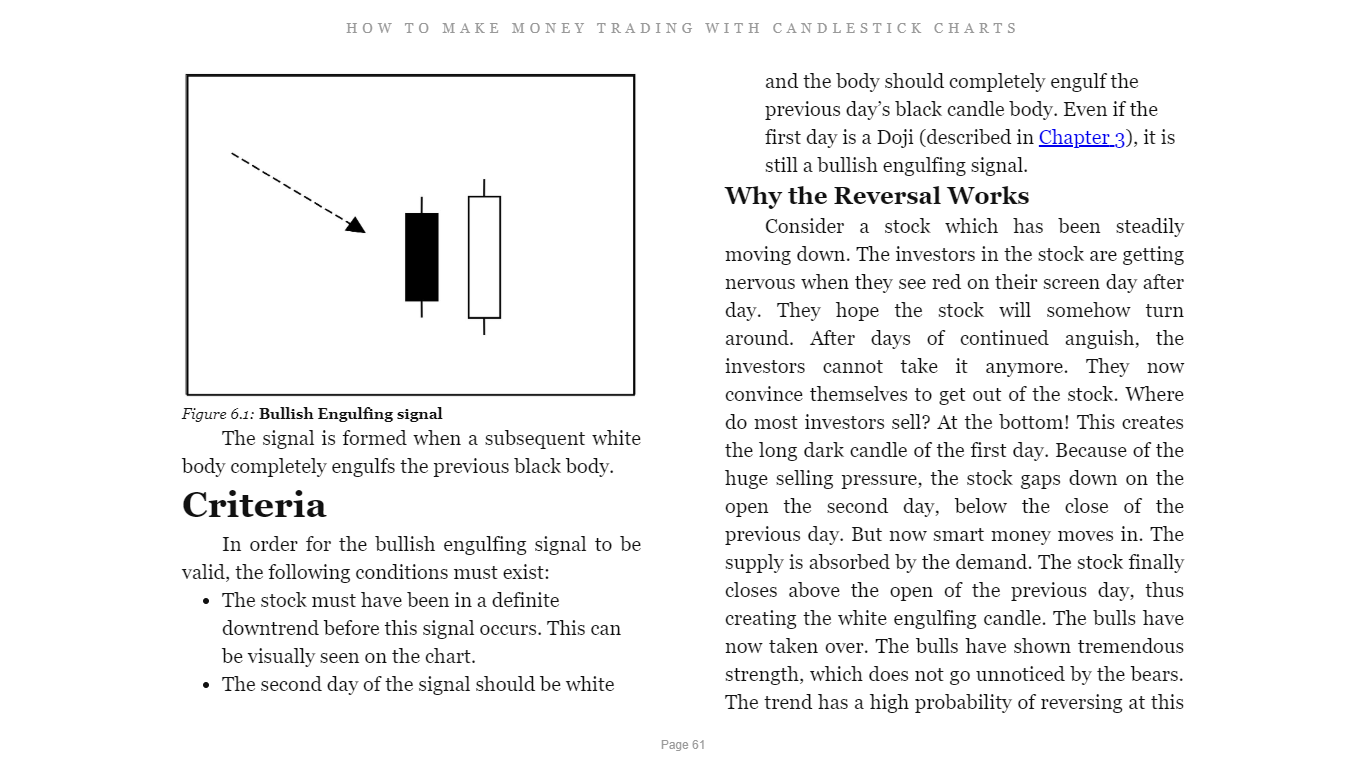 HOW TO MAKE MONEY TRADING WITH CANDLESTICK CHARTS
Figure 6.1: Bullish Engulfing signal
The signal is formed when a subsequent white
body completely engulfs the previous black body.
Criteria
In order for the bullish engulfing signal to be
valid, the following conditions must exist:
• The stock must have been in a definite
downtrend before this signal occurs. This can
be visually seen on the chart.
• The second day of the signal should be white
and the body should completely engulf the
previous day’s black candle body. Even if the
first day is a Doji (described in Chapter 3), it is
still a bullish engulfing signal.
Why the Reversal Works
Consider a stock which has been steadily
moving down. The investors in the stock are getting
nervous when they see red on their screen day after
day. They hope the stock will somehow turn
around. After days of continued anguish, the
investors cannot take it anymore. They now
convince themselves to get out of the stock. Where
do most investors sell? At the bottom! This creates
the long dark candle of the first day. Because of the
huge selling pressure, the stock gaps down on the
open the second day, below the close of the
previous day. But now smart money moves in. The
supply is absorbed by the demand. The stock finally
closes above the open of the previous day, thus
creating the white engulfing candle. The bulls have
now taken over. The bulls have shown tremendous
strength, which does not go unnoticed by the bears.
The trend has a high probability of reversing at this
Page 61